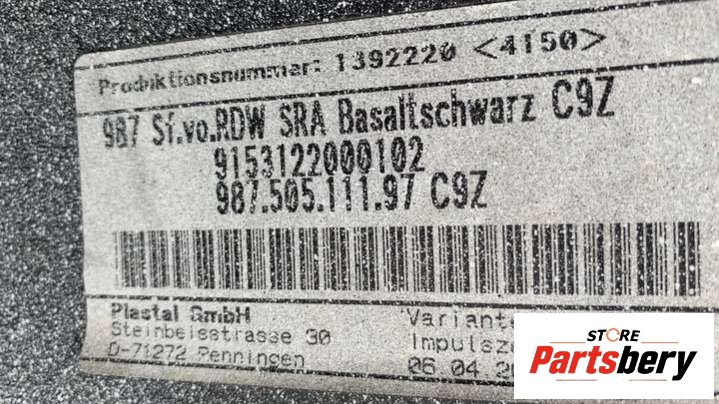 Produktionsnummer: 1392220 <4150>
987 Sf.vo.RDW SRA Basaltschwarz C9Z
9153122000102
987.505.111.97 C9Z
Plastal GmbH
Steinbeisstrasse 30
D-71272 Renningen
Variante
Impulsze
06.04.20
STORE
Partsbery